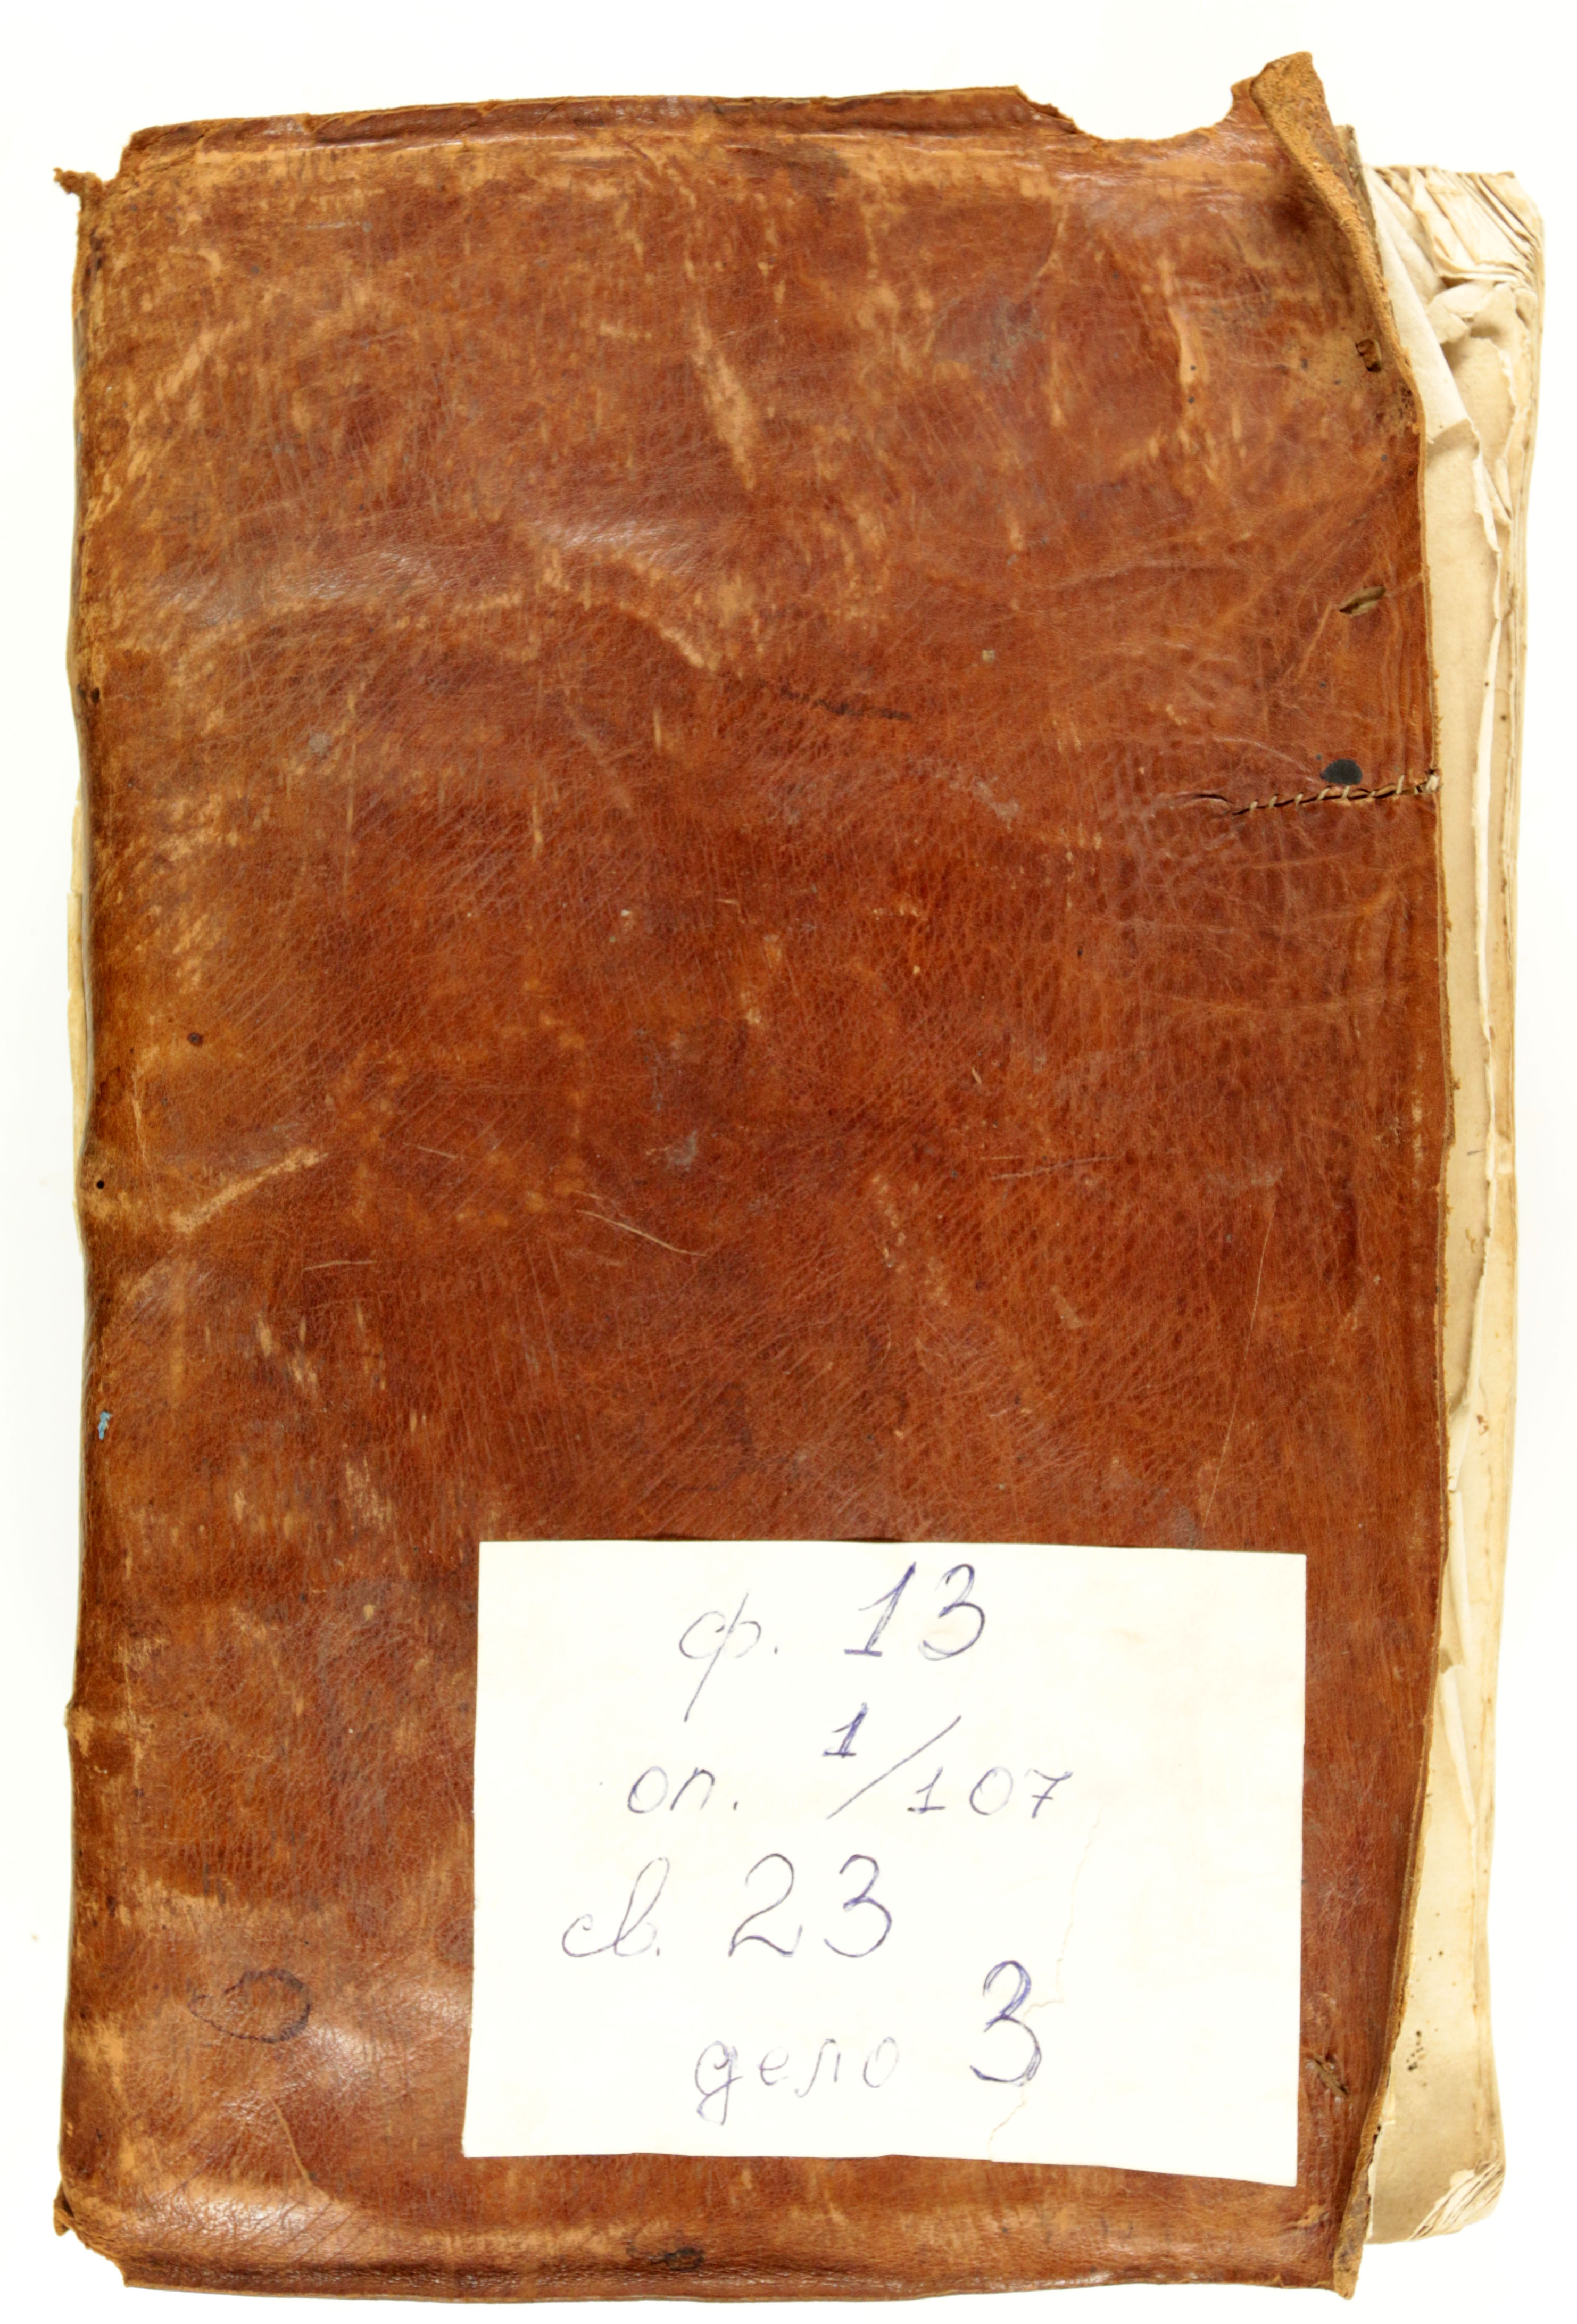 ф. 13
оп. 1/107
св. 23
дело 3